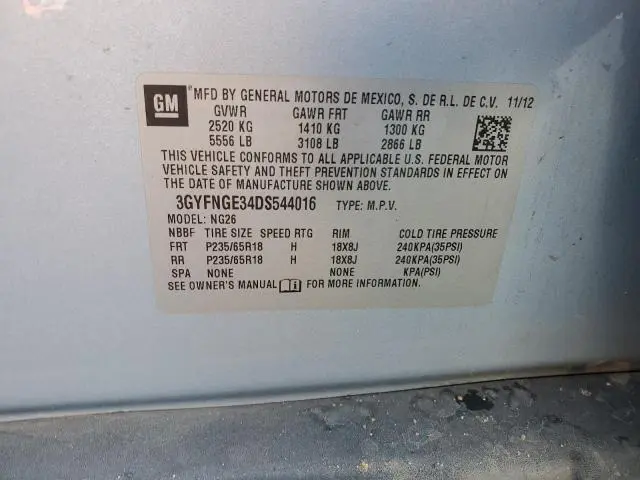 GM MFD BY GENERAL MOTORS DE MEXICO, S. DE R.L. DE C.V. 11/12
GVWR GAWR FRT GAWR RR
2520 KG 1410 KG 1300 KG
5556 LB 3108 LB 2866 LB
THIS VEHICLE CONFORMS TO ALL APPLICABLE U.S. FEDERAL MOTOR
VEHICLE SAFETY AND THEFT PREVENTION STANDARDS IN EFFECT ON
THE DATE OF MANUFACTURE SHOWN ABOVE.
3GYFNGE34DS544016 TYPE: M.P.V.
MODEL: NG26
NBBF TIRE SIZE SPEED RTG RIM COLD TIRE PRESSURE
FRT P235/65R18 H 18X8J 240KPA(35PSI)
RR P235/65R18 H 18X8J 240KPA(35PSI)
SPA NONE NONE KPA(PSI)
SEE OWNER'S MANUAL FOR MORE INFORMATION.